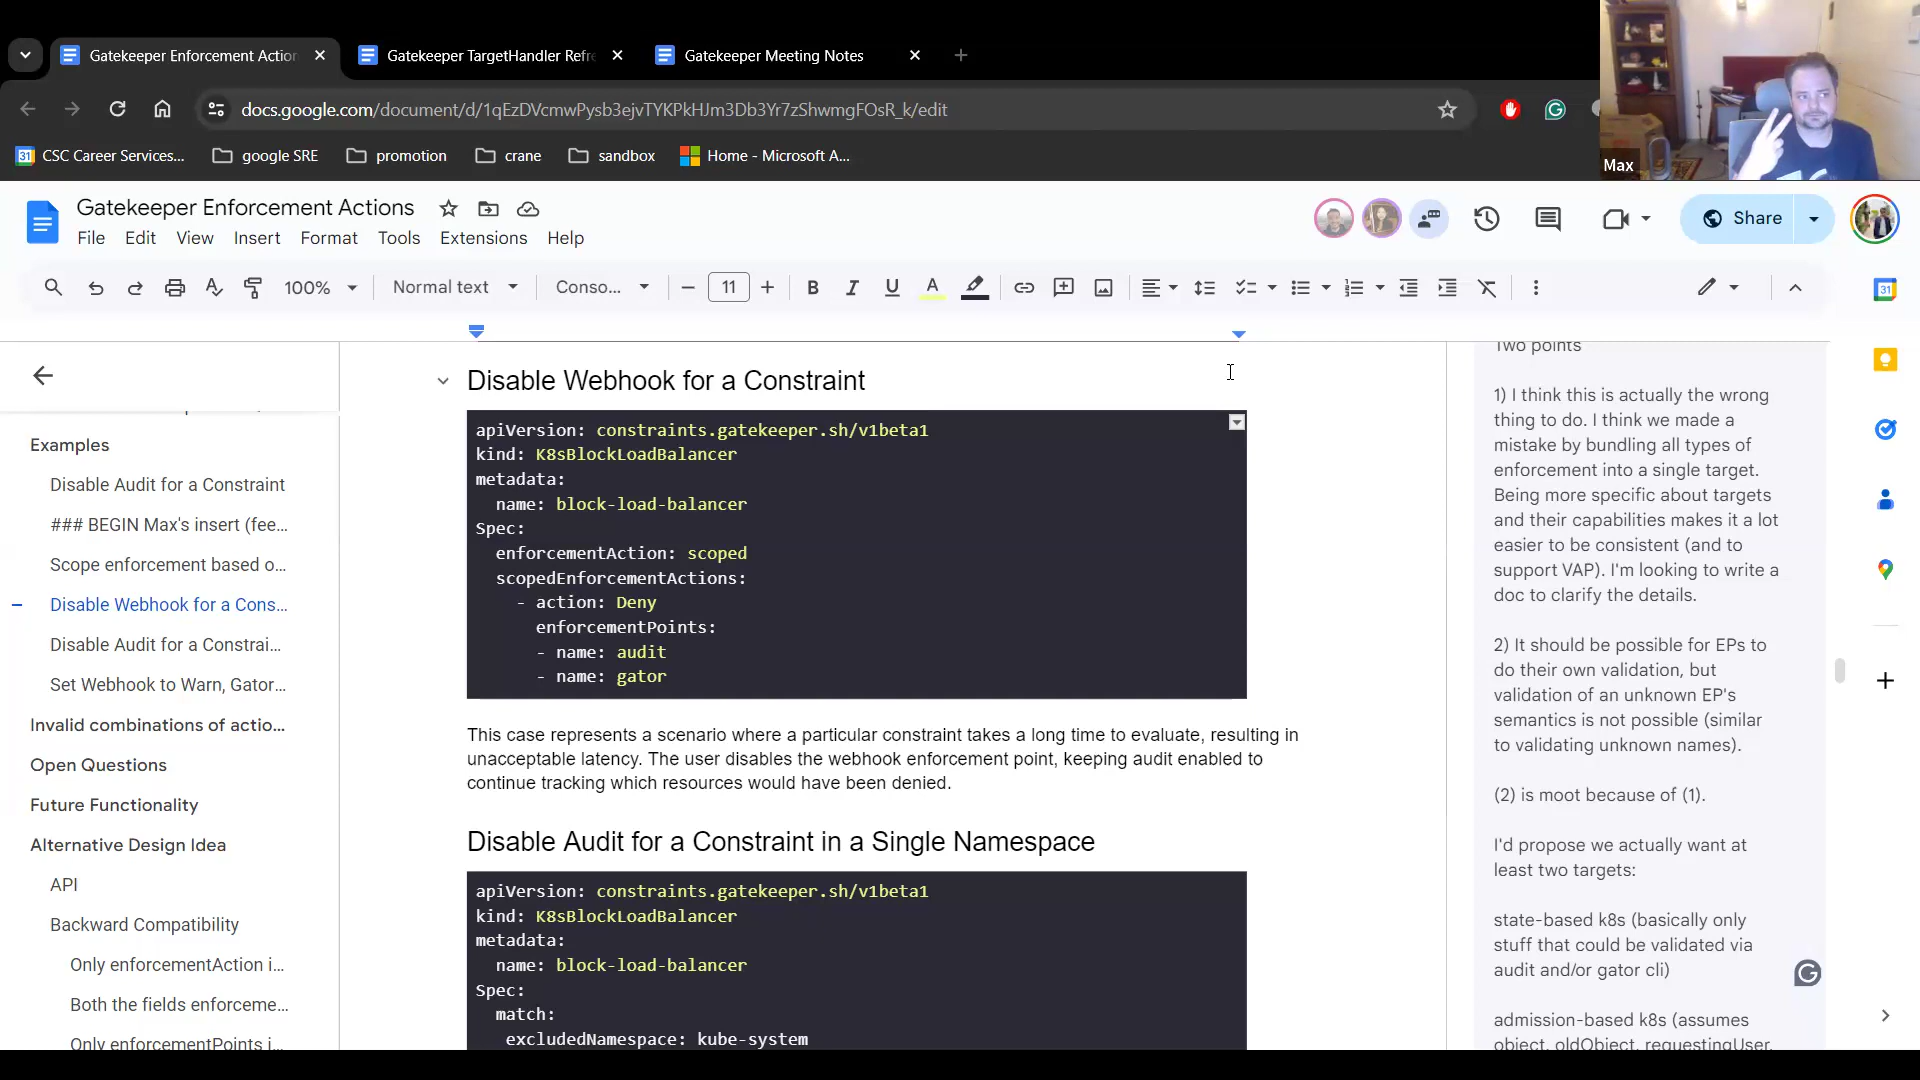 Gatekeeper Enforcement Action
Gatekeeper TargetHandler Refre
Gatekeeper Meeting Notes
docs.google.com/document/d/1qEzDVcmwPysb3ejvTYKPkHJm3Db3Yr7zShwmgFOsR_k/edit
CSC Career Services...
google SRE
promotion
crane
sandbox
Home - Microsoft A...
Max
Gatekeeper Enforcement Actions
File Edit View Insert Format Tools Extensions Help
Share
100%
Normal text
Conso...
11
31
Examples
Disable Audit for a Constraint
### BEGIN Max's insert (fee...
Scope enforcement based o...
Disable Webhook for a Cons...
Disable Audit for a Constrai...
Set Webhook to Warn, Gator...
Invalid combinations of actio...
Open Questions
Future Functionality
Alternative Design Idea
API
Backward Compatibility
Only enforcementAction i...
Both the fields enforceme...
Only enforcementPoints i...
Disable Webhook for a Constraint
apiVersion: constraints.gatekeeper.sh/v1beta1
kind: K8sBlockLoadBalancer
metadata:
name: block-load-balancer
Spec:
enforcementAction: scoped
scopedEnforcementActions:
- action: Deny
enforcementPoints:
- name: audit
- name: gator
This case represents a scenario where a particular constraint takes a long time to evaluate, resulting in
unacceptable latency. The user disables the webhook enforcement point, keeping audit enabled to
continue tracking which resources would have been denied.
Disable Audit for a Constraint in a Single Namespace
apiVersion: constraints.gatekeeper.sh/v1beta1
kind: K8sBlockLoadBalancer
metadata:
name: block-load-balancer
Spec:
match:
excludedNamespace: kube-system
Two points
1) I think this is actually the wrong
thing to do. I think we made a
mistake by bundling all types of
enforcement into a single target.
Being more specific about targets
and their capabilities makes it a lot
easier to be consistent (and to
support VAP). I'm looking to write a
doc to clarify the details.
2) It should be possible for EPs to
do their own validation, but
validation of an unknown EP's
semantics is not possible (similar
to validating unknown names).
(2) is moot because of (1).
I'd propose we actually want at
least two targets:
state-based k8s (basically only
stuff that could be validated via
audit and/or gator cli)
admission-based k8s (assumes
object, oldObject, requestingUser,